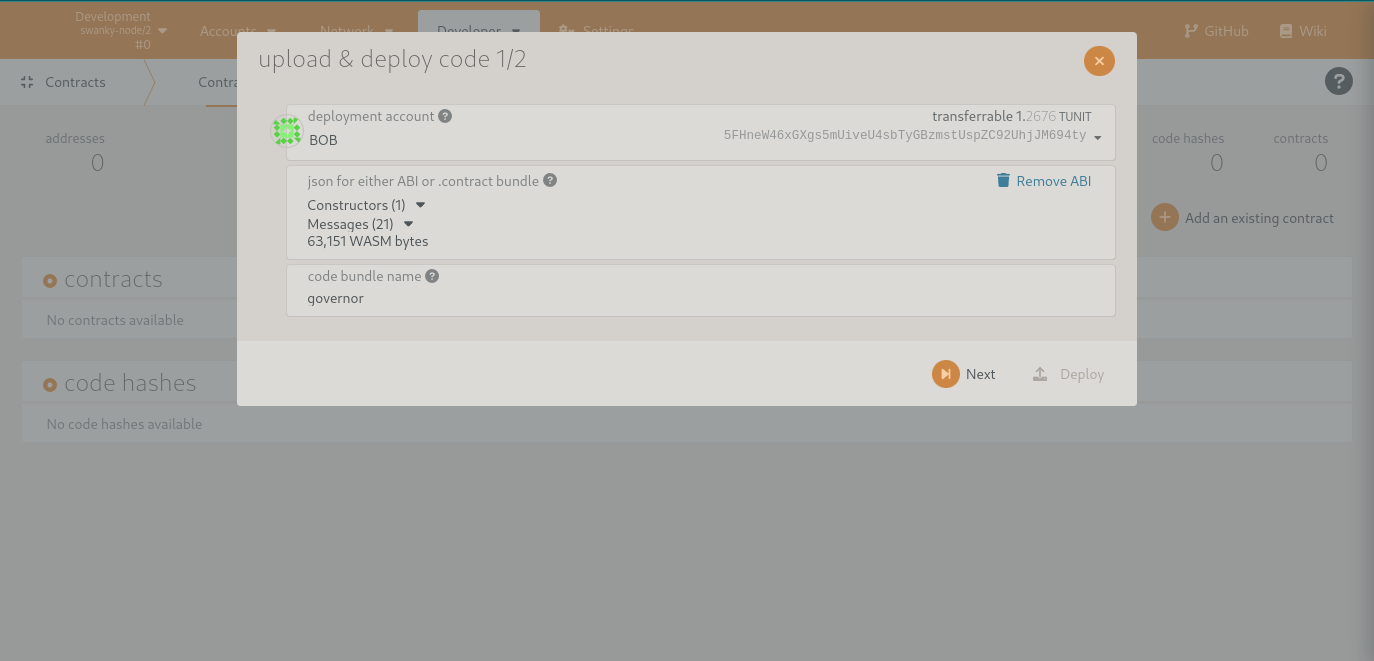 Development
swanky-node/2
#0
Accounts
Network
Developer
Settings
GitHub
Wiki
Contracts
Contra
upload & deploy code 1/2
addresses
0
code hashes
0
contracts
0
Add an existing contract
deployment account
BOB
transferrable 1.2676 TUNIT
5FHneW46xGXgs5mUiveU4sbTyGBzmstUspZC92UhjJM694ty
json for either ABI or .contract bundle
Remove ABI
Constructors (1)
Messages (21)
63,151 WASM bytes
code bundle name
governor
Next
Deploy
contracts
No contracts available
code hashes
No code hashes available